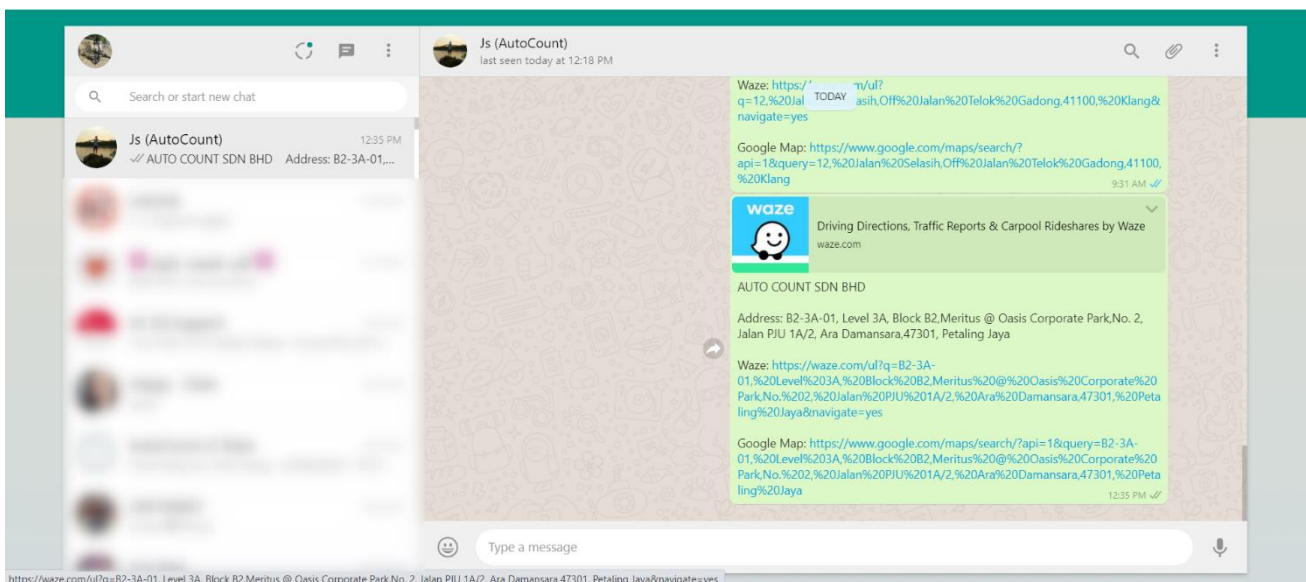 Js (AutoCount)
last seen today at 12:18 PM
Search or start new chat
Js (AutoCount)
12:35 PM
AUTO COUNT SDN BHD Address: B2-3A-01,...
Waze: https:/
m/ul?
TODAY
q=12,%20Jal
asih,Off%20Jalan%20Telok%20Gadong,41100,%20Klang&
navigate=yes
Google Map: https://www.google.com/maps/search/?
api=1&query=12,%20Jalan%20Selasih,Off%20Jalan%20Telok%20Gadong,41100,
%20Klang
9:31 AM
waze
Driving Directions, Traffic Reports & Carpool Rideshares by Waze
waze.com
AUTO COUNT SDN BHD
Address: B2-3A-01, Level 3A, Block B2,Meritus @ Oasis Corporate Park,No. 2,
Jalan PJU 1A/2, Ara Damansara,47301, Petaling Jaya
Waze: https://waze.com/ul?q=B2-3A-
01,%20Level%203A,%20Block%20B2,Meritus%20@%20Oasis%20Corporate%20
Park,No.%202,%20Jalan%20PJU%201A/2,%20Ara%20Damansara,47301,%20Peta
ling%20Jaya&navigate=yes
Google Map: https://www.google.com/maps/search/?api=1&query=B2-3A-
01,%20Level%203A,%20Block%20B2,Meritus%20@%20Oasis%20Corporate%20
Park,No.%202,%20Jalan%20PJU%201A/2,%20Ara%20Damansara,47301,%20Peta
ling%20Jaya
12:35 PM
Type a message
https://waze.com/ul?q=B2-3A-01, Level 3A, Block B2,Meritus @ Oasis Corporate Park,No. 2, Jalan PJU 1A/2, Ara Damansara,47301, Petaling Jaya&navigate=yes